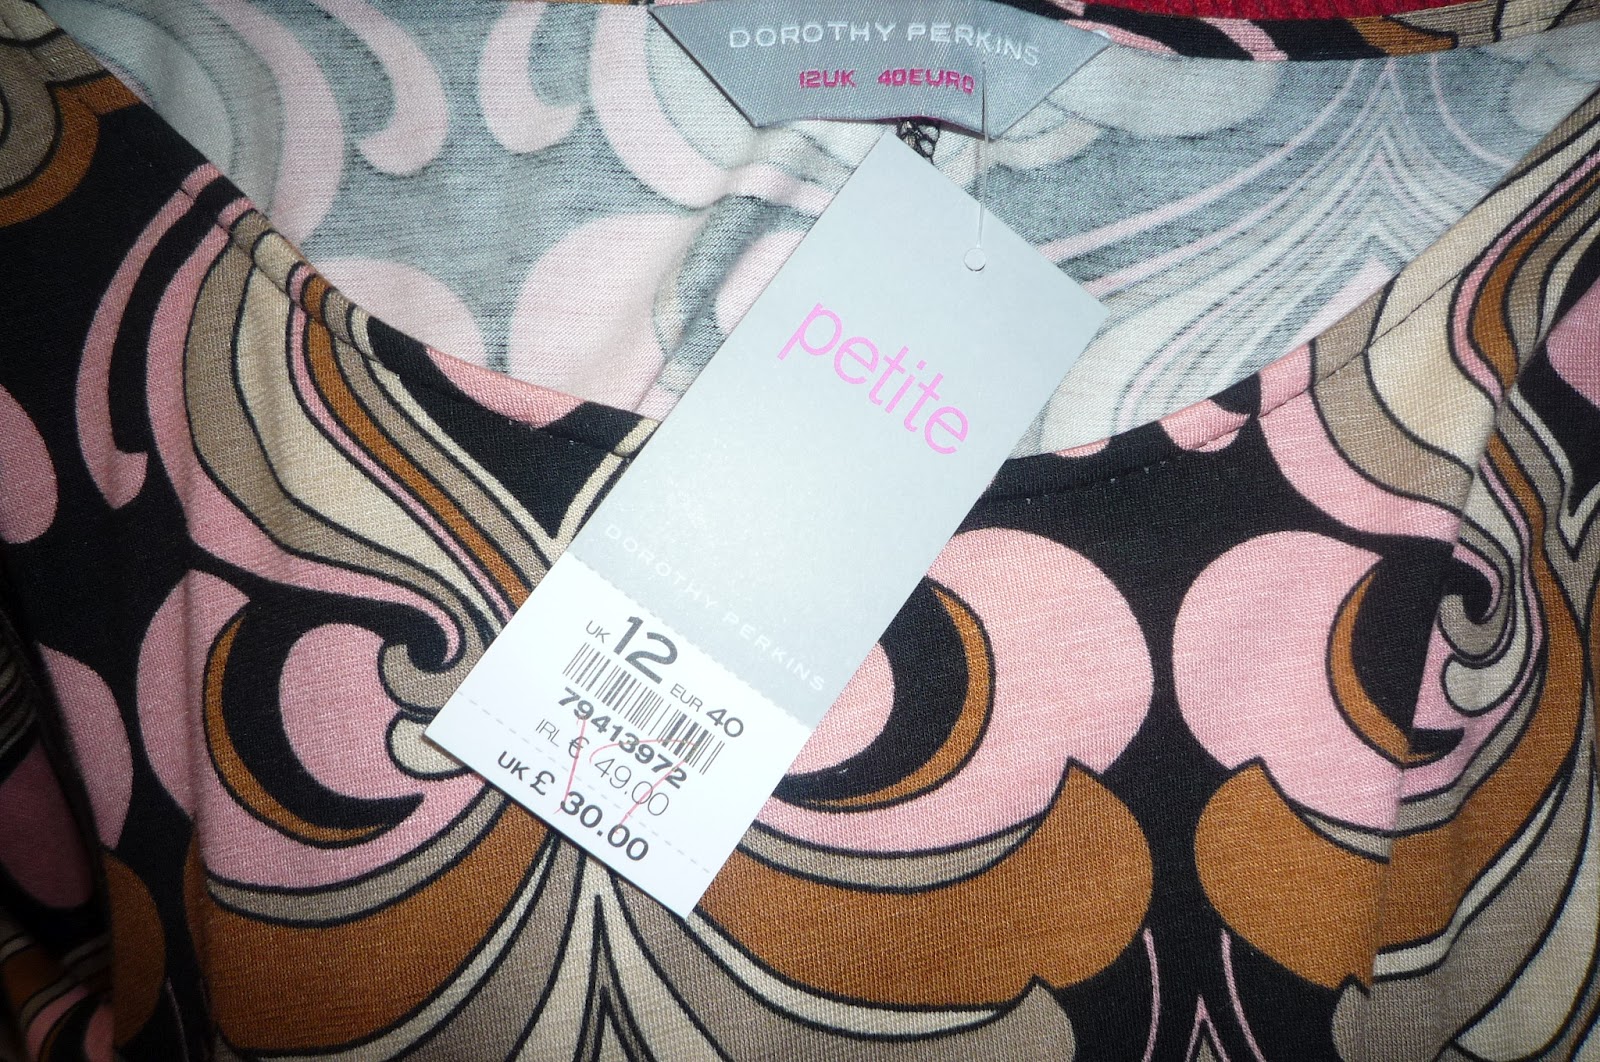 DOROTHY PERKINS
12UK 40EURO
petite
DOROTHY PERKINS
UK 12 EUR 40
79413972
IRL € 49.00
UK £ 30.00